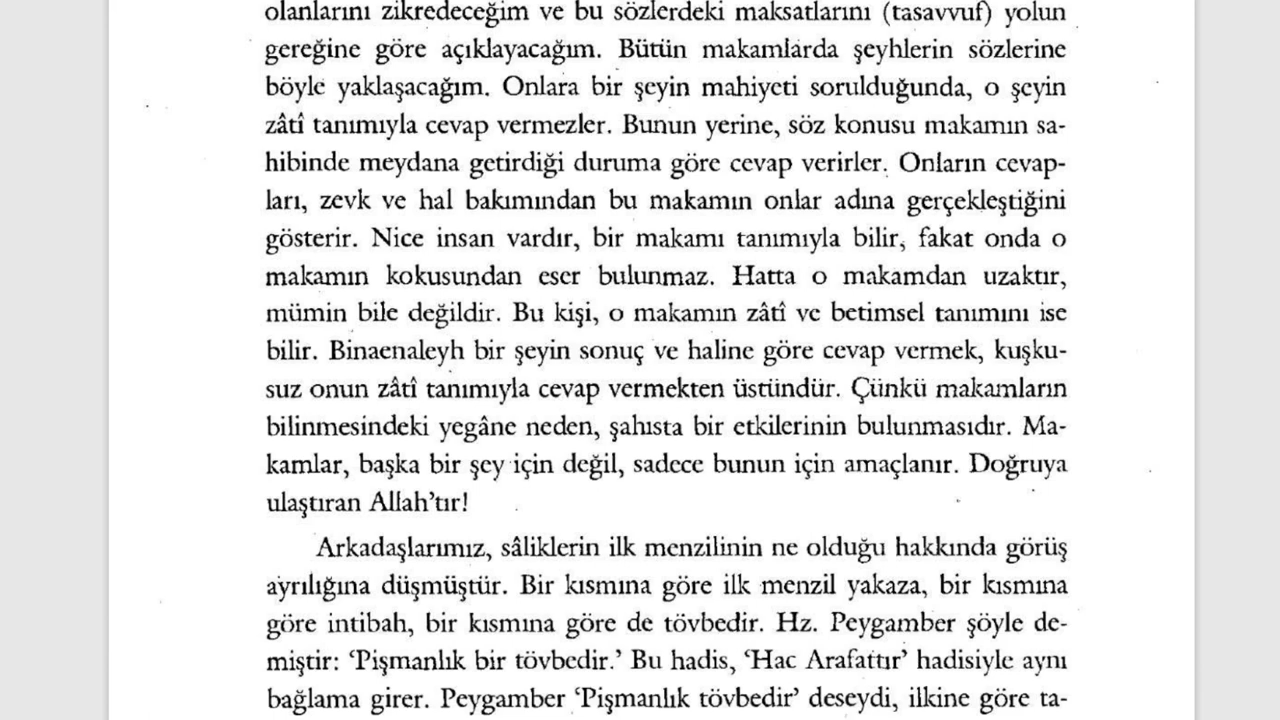 olanlarını zikredeceğim ve bu sözlerdeki maksatlarını (tasavvuf) yolun
gereğine göre açıklayacağım. Bütün makamlarda şeyhlerin sözlerine
böyle yaklaşacağım. Onlara bir şeyin mahiyeti sorulduğunda, o şeyin
zâtî tanımıyla cevap vermezler. Bunun yerine, söz konusu makamın sa-
hibinde meydana getirdiği duruma göre cevap verirler. Onların cevap-
ları, zevk ve hal bakımından bu makamın onlar adına gerçekleştiğini
gösterir. Nice insan vardır, bir makamı tanımıyla bilir, fakat onda o
makamın kokusundan eser bulunmaz. Hatta o makamdan uzaktır,
mümin bile değildir. Bu kişi, o makamın zâtî ve betimsel tanımını ise
bilir. Binaenaleyh bir şeyin sonuç ve haline göre cevap vermek, kuşku-
suz onun zâtî tanımıyla cevap vermekten üstündür. Çünkü makamların
bilinmesindeki yegâne neden, şahısta bir etkilerinin bulunmasıdır. Ma-
kamlar, başka bir şey için değil, sadece bunun için amaçlanır. Doğruya
ulaştıran Allah’tır!
Arkadaşlarımız, sâliklerin ilk menzilinin ne olduğu hakkında görüş
ayrılığına düşmüştür. Bir kısmına göre ilk menzil yakaza, bir kısmına
göre intibah, bir kısmına göre de tövbedir. Hz. Peygamber şöyle de-
miştir: ‘Pişmanlık bir tövbedir.’ Bu hadis, ‘Hac Arafattır’ hadisiyle aynı
bağlama girer. Peygamber ‘Pişmanlık tövbedir’ deseydi, ilkine göre ta-